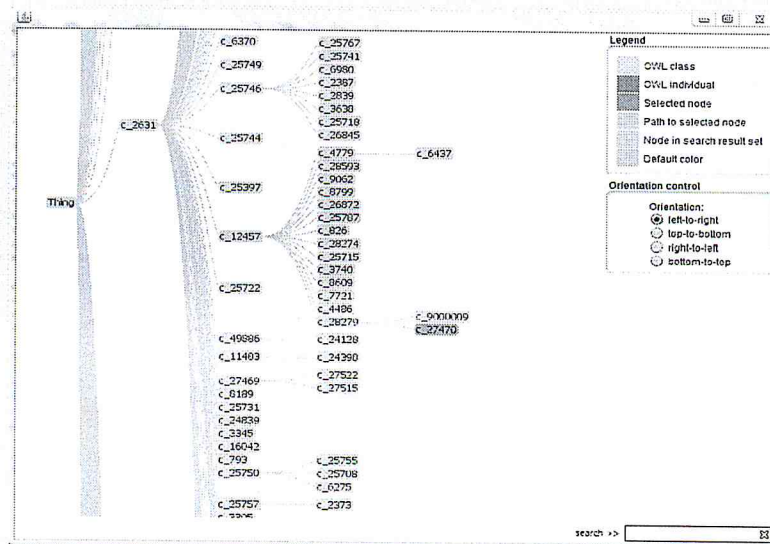 Thing
c_2631
c_6370
c_25749
c_25746
c_25744
c_25397
c_12457
c_25722
c_49886
c_11403
c_27469
c_8189
c_25731
c_24839
c_3345
c_16042
c_793
c_25750
c_25757
c_25767
c_25741
c_6980
c_2387
c_2839
c_3630
c_25718
c_26845
c_4779
c_28593
c_9062
c_8799
c_26872
c_25787
c_826
c_28274
c_25715
c_3740
c_8609
c_7721
c_4486
c_28279
c_24128
c_24390
c_27522
c_27515
c_25755
c_25708
c_6275
c_2373
c_6437
c_9000009
c_27470
Legend
OWL class
OWL individual
Selected node
Path to selected node
Node in search result set
Default color
Orientation control
Orientation:
left-to-right
top-to-bottom
right-to-left
bottom-to-top
search >>